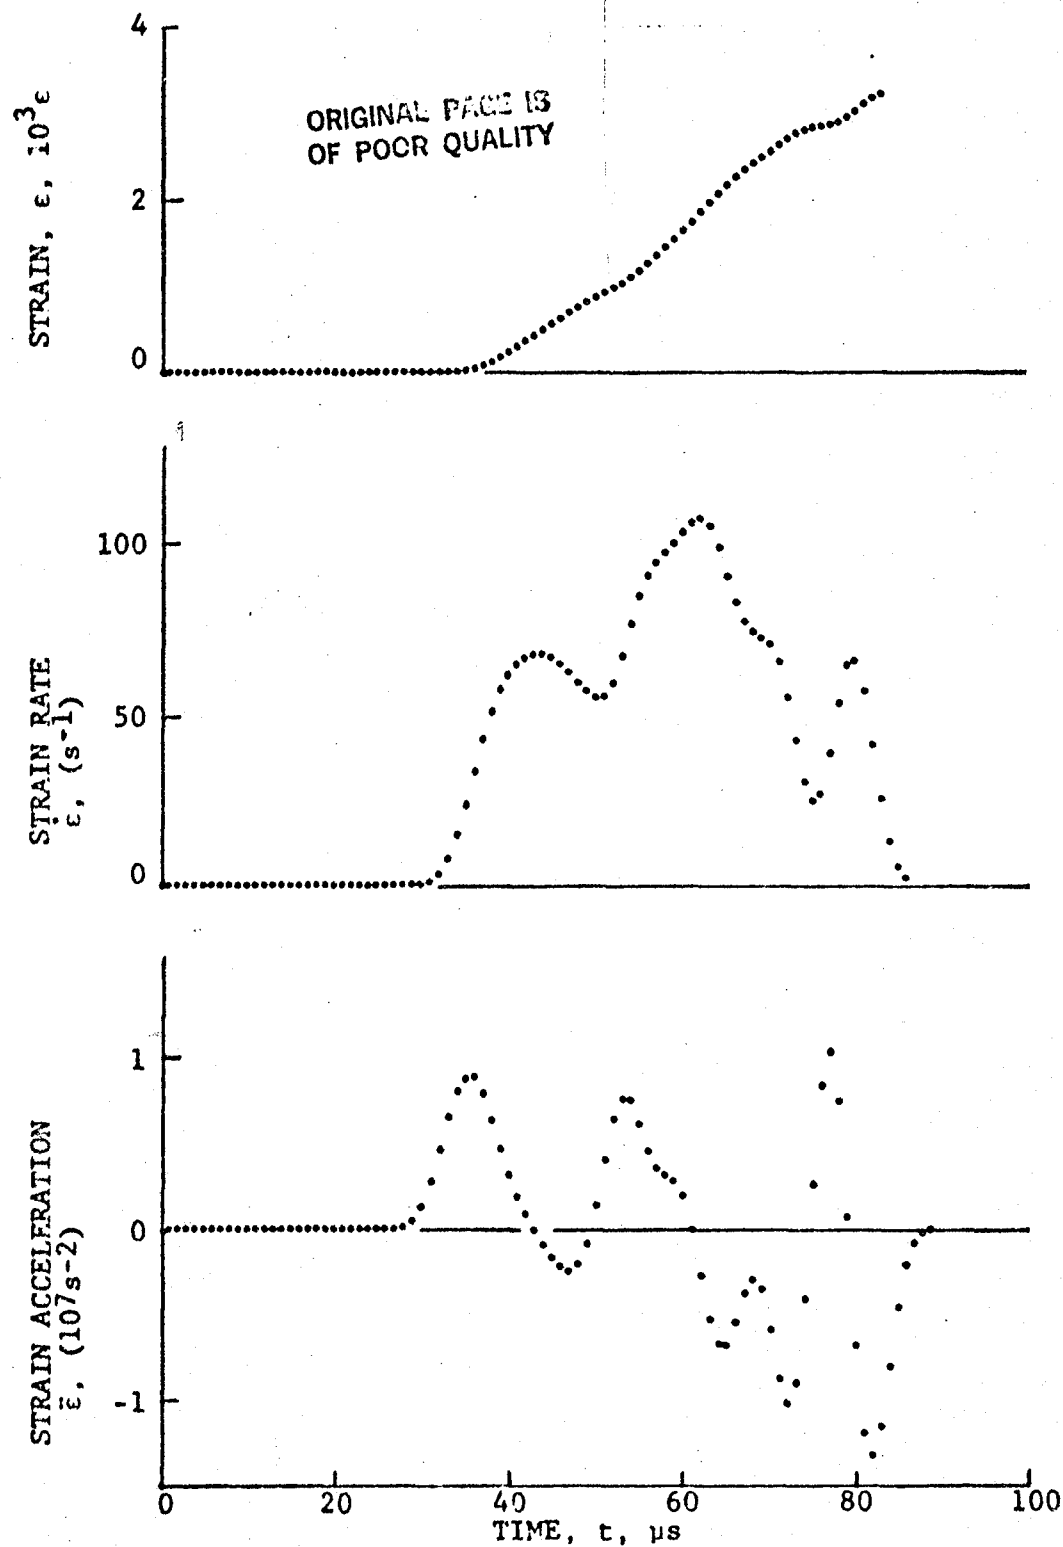 4
ORIGINAL PAGE IS
OF POOR QUALITY
STRAIN, ε, 10³ε
2
0
100
STRAIN RATE
ε̇, (s⁻¹)
50
0
1
STRAIN ACCELERATION
ε̈, (10⁷s-2)
0
-1
0 20 40 60 80 100
TIME, t, µs